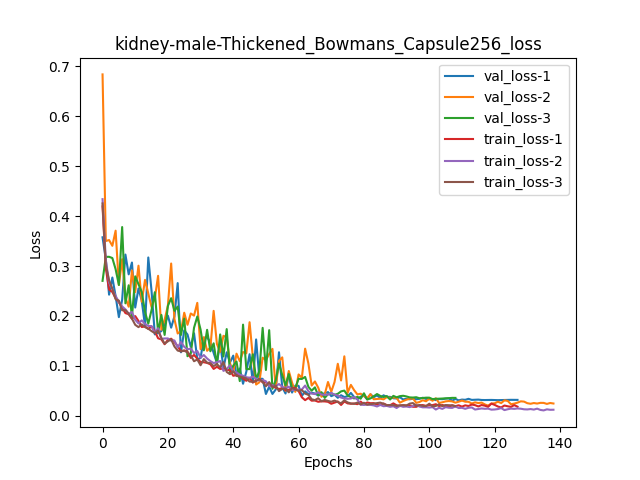 kidney-male-Thickened_Bowmans_Capsule256_loss
0.7
0.6
0.5
0.4
0.3
0.2
0.1
0.0
Loss
val_loss-1
val_loss-2
val_loss-3
train_loss-1
train_loss-2
train_loss-3
0 20 40 60 80 100 120 140
Epochs